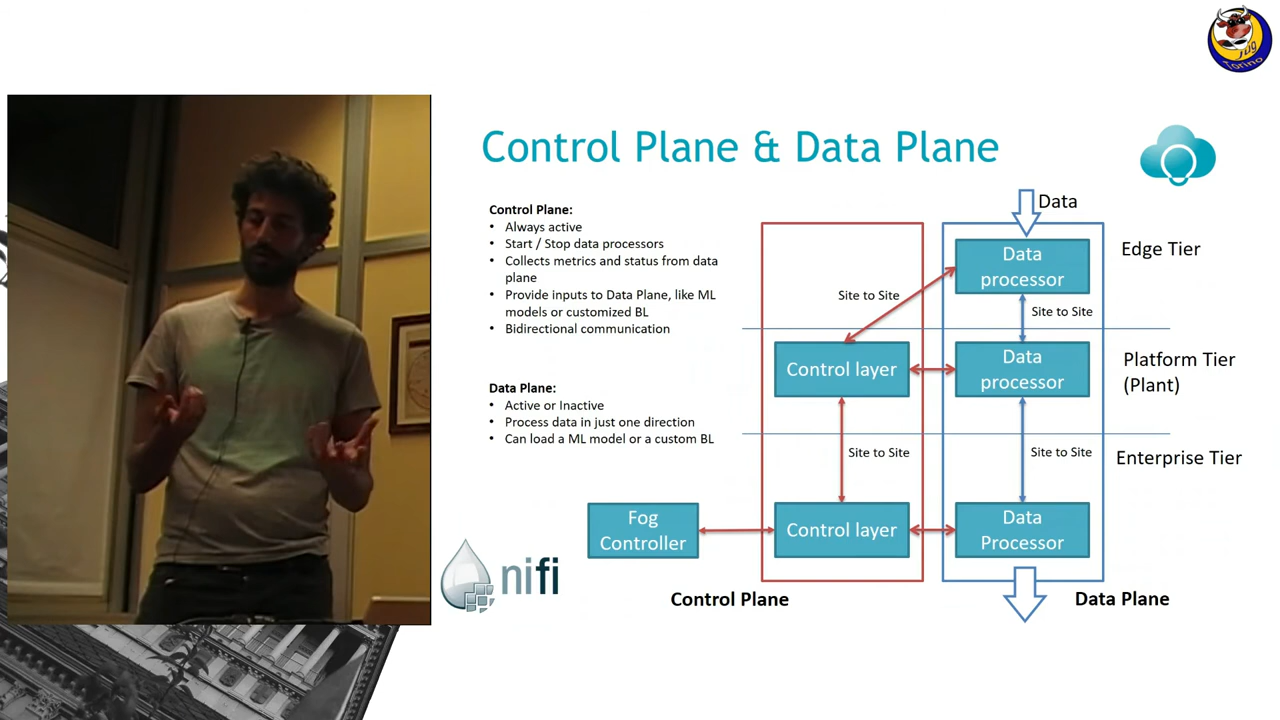 Jug
Torino
Control Plane & Data Plane
Control Plane:
• Always active
• Start / Stop data processors
• Collects metrics and status from data
plane
• Provide inputs to Data Plane, like ML
models or customized BL
• Bidirectional communication
Data Plane:
• Active or Inactive
• Process data in just one direction
• Can load a ML model or a custom BL
Data
Data
processor
Edge Tier
Site to Site
Site to Site
Control layer
Data
processor
Platform Tier
(Plant)
Site to Site
Site to Site
Enterprise Tier
Fog
Controller
Control layer
Data
Processor
nifi
Control Plane
Data Plane